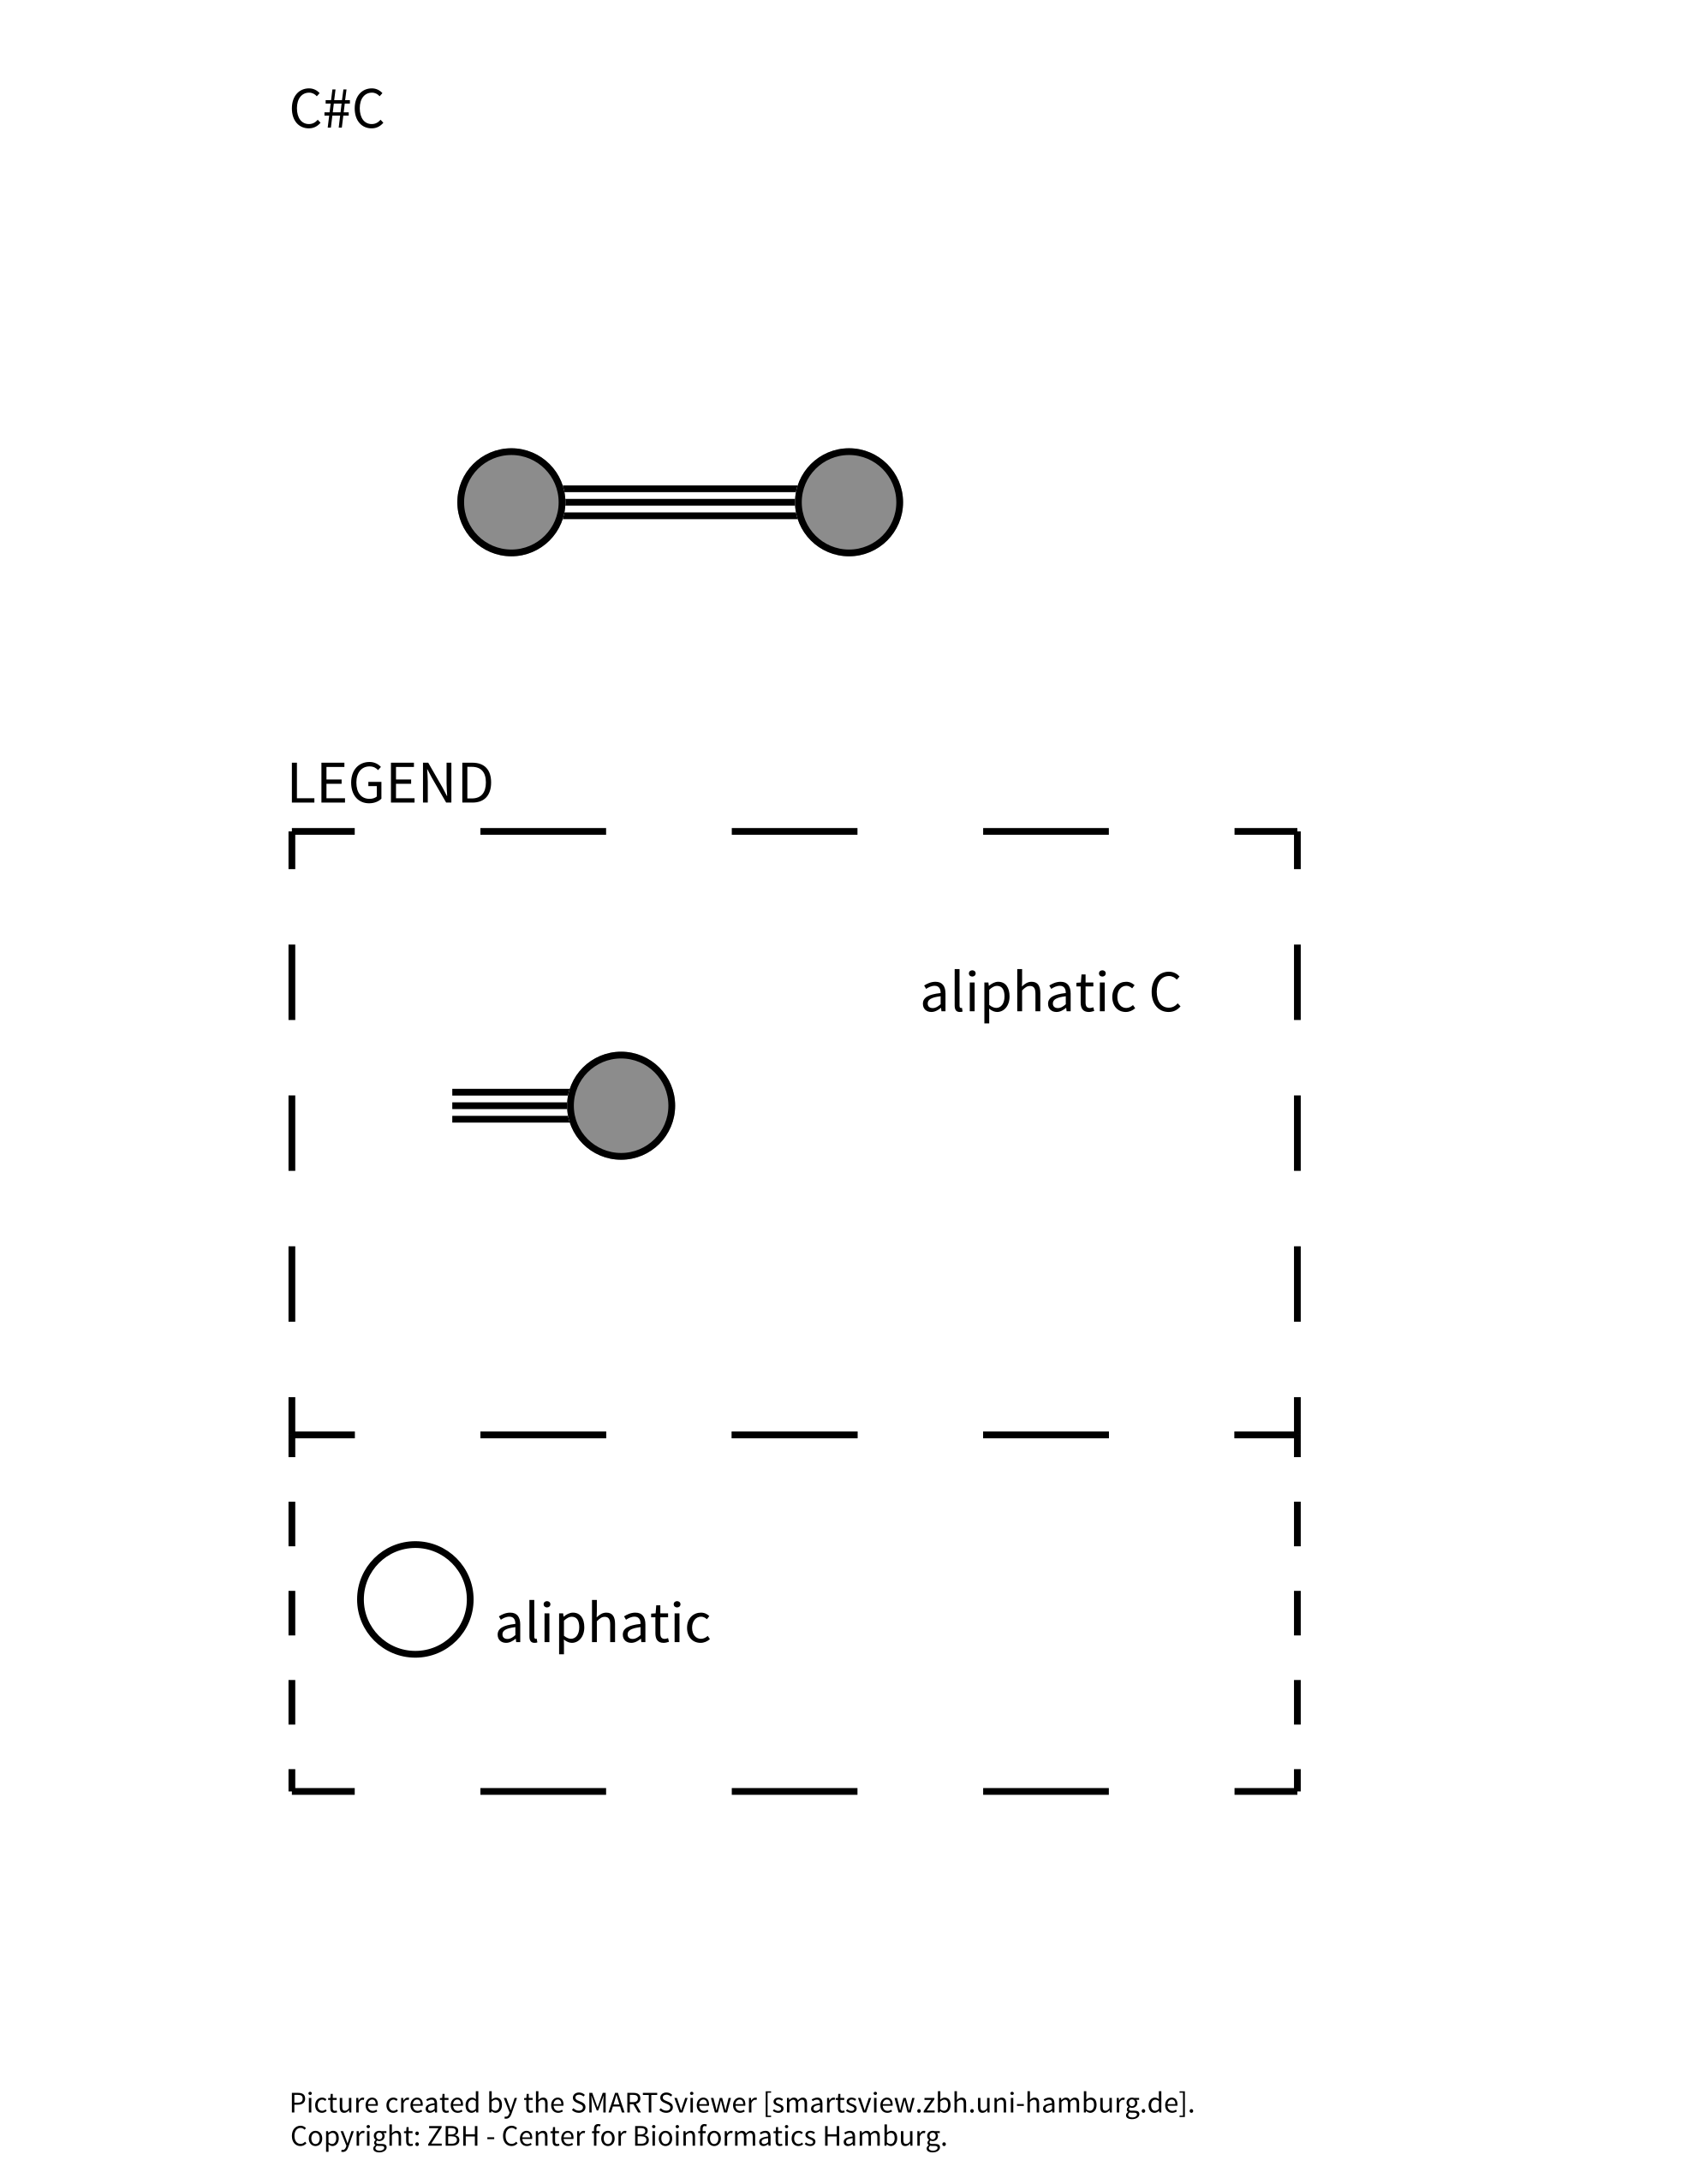 C#C
LEGEND
aliphatic C
aliphatic
Picture created by the SMARTSviewer [smartsview.zbh.uni-hamburg.de].
Copyright: ZBH - Center for Bioinformatics Hamburg.